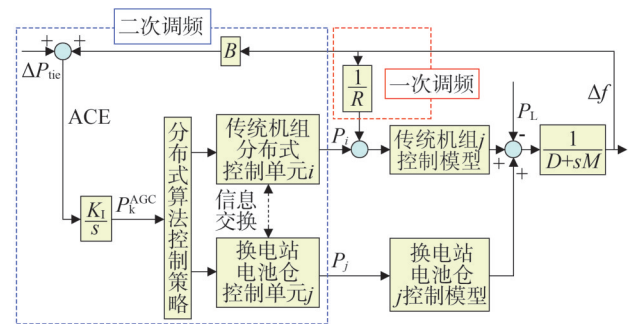 二次调频
+
+
ΔP_tie
B
1/R
一次调频
Δf
ACE
分布式算法控制策略
传统机组
分布式
控制单元i
P_i
传统机组j
控制模型
P_L
-
+
+
1/(D+sM)
K_I/s
P_k^AGC
信息
交换
换电站
电池仓
控制单元j
P_j
换电站
电池仓
j控制模型